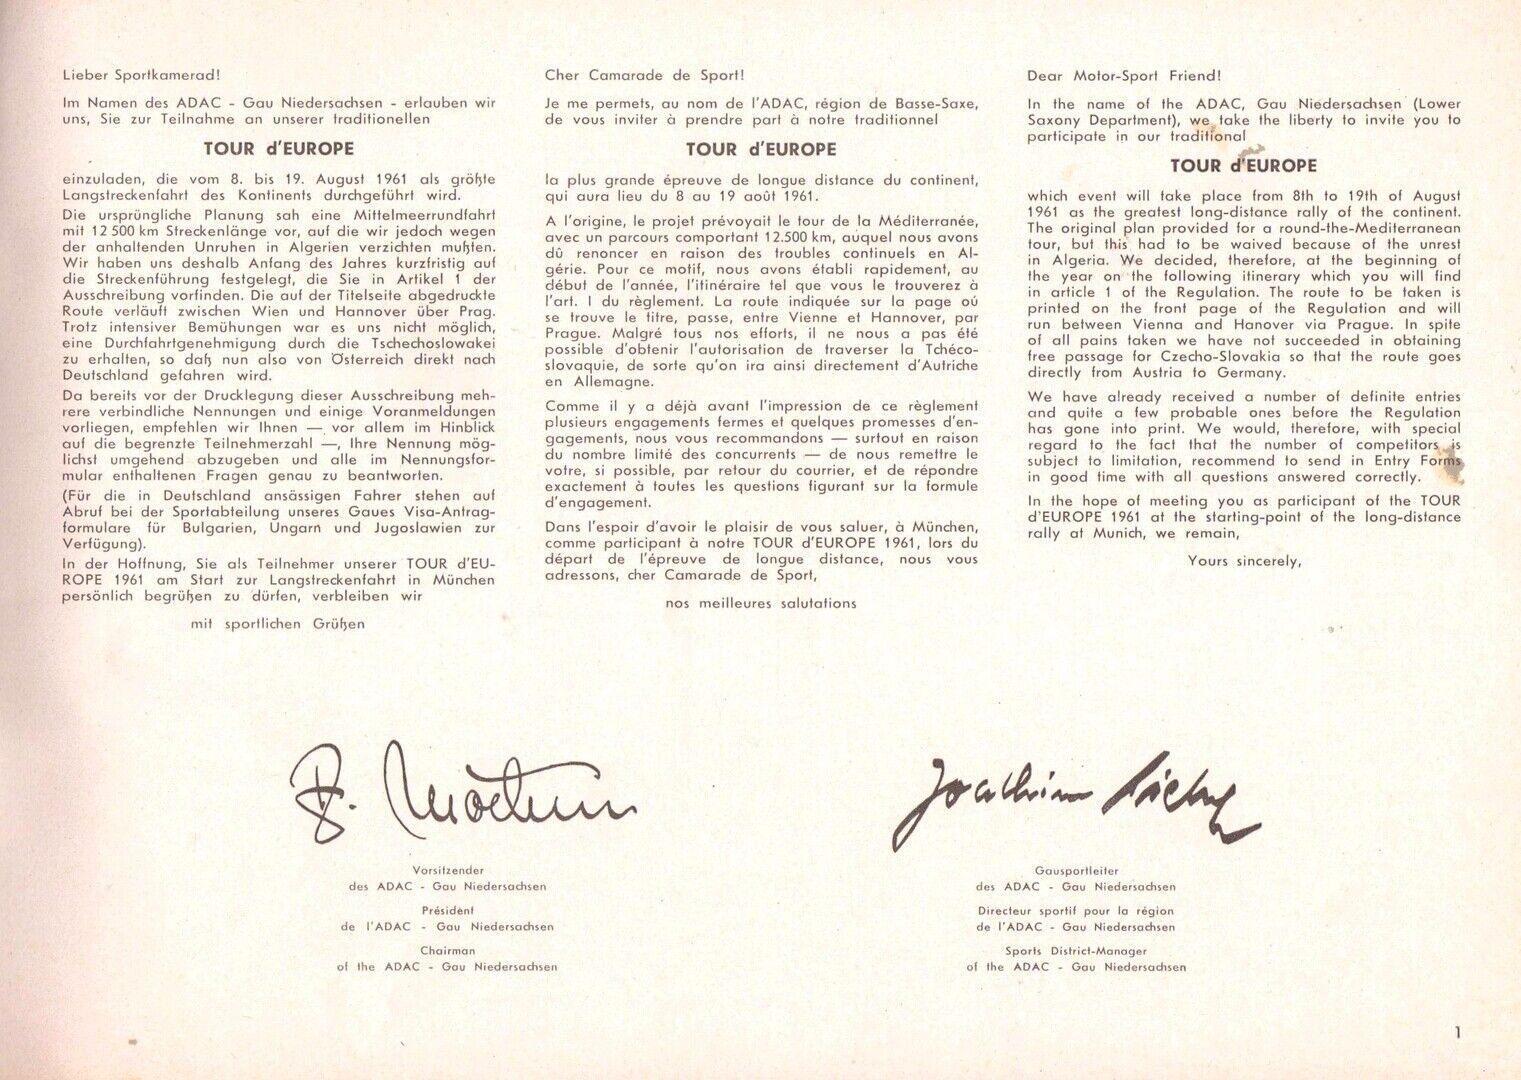 Lieber Sportkamerad!
Im Namen des ADAC - Gau Niedersachsen - erlauben wir
uns, Sie zur Teilnahme an unserer traditionellen
TOUR d'EUROPE
einzuladen, die vom 8. bis 19. August 1961 als größte
Langstreckenfahrt des Kontinents durchgeführt wird.
Die ursprüngliche Planung sah eine Mittelmeerrundfahrt
mit 12 500 km Streckenlänge vor, auf die wir jedoch wegen
der anhaltenden Unruhen in Algerien verzichten mußten.
Wir haben uns deshalb Anfang des Jahres kurzfristig auf
die Streckenführung festgelegt, die Sie in Artikel 1 der
Ausschreibung vorfinden. Die auf der Titelseite abgedruckte
Route verläuft zwischen Wien und Hannover über Prag.
Trotz intensiver Bemühungen war es uns nicht möglich,
eine Durchfahrtgenehmigung durch die Tschechoslowakei
zu erhalten, so daß nun also von Österreich direkt nach
Deutschland gefahren wird.
Da bereits vor der Drucklegung dieser Ausschreibung meh-
rere verbindliche Nennungen und einige Voranmeldungen
vorliegen, empfehlen wir Ihnen — vor allem im Hinblick
auf die begrenzte Teilnehmerzahl —, Ihre Nennung mög-
lichst umgehend abzugeben und alle im Nennungsfor-
mular enthaltenen Fragen genau zu beantworten.
(Für die in Deutschland ansässigen Fahrer stehen auf
Abruf bei der Sportabteilung unseres Gaues Visa-Antrag-
formulare für Bulgarien, Ungarn und Jugoslawien zur
Verfügung).
In der Hoffnung, Sie als Teilnehmer unserer TOUR d'EU-
ROPE 1961 am Start zur Langstreckenfahrt in München
persönlich begrüßen zu dürfen, verbleiben wir
mit sportlichen Grüßen
Cher Camarade de Sport!
Je me permets, au nom de l'ADAC, région de Basse-Saxe,
de vous inviter à prendre part à notre traditionnel
TOUR d'EUROPE
la plus grande épreuve de longue distance du continent,
qui aura lieu du 8 au 19 août 1961.
A l'origine, le projet prévoyait le tour de la Méditerranée,
avec un parcours comportant 12.500 km, auquel nous avons
dû renoncer en raison des troubles continuels en Al-
gérie. Pour ce motif, nous avons établi rapidement, au
début de l'année, l'itinéraire tel que vous le trouverez à
l'art. I du règlement. La route indiquée sur la page où
se trouve le titre, passe, entre Vienne et Hannover, par
Prague. Malgré tous nos efforts, il ne nous a pas été
possible d'obtenir l'autorisation de traverser la Tchéco-
slovaquie, de sorte qu'on ira ainsi directement d'Autriche
en Allemagne.
Comme il y a déjà avant l'impression de ce règlement
plusieurs engagements fermes et quelques promesses d'en-
gagements, nous vous recommandons — surtout en raison
du nombre limité des concurrents — de nous remettre le
votre, si possible, par retour du courrier, et de répondre
exactement à toutes les questions figurant sur la formule
d'engagement.
Dans l'espoir d'avoir le plaisir de vous saluer, à München,
comme participant à notre TOUR d'EUROPE 1961, lors du
départ de l'épreuve de longue distance, nous vous
adressons, cher Camarade de Sport,
nos meilleures salutations
Dear Motor-Sport Friend!
In the name of the ADAC, Gau Niedersachsen (Lower
Saxony Department), we take the liberty to invite you to
participate in our traditional
TOUR d'EUROPE
which event will take place from 8th to 19th of August
1961 as the greatest long-distance rally of the continent.
The original plan provided for a round-the-Mediterranean
tour, but this had to be waived because of the unrest
in Algeria. We decided, therefore, at the beginning of
the year on the following itinerary which you will find
in article 1 of the Regulation. The route to be taken is
printed on the front page of the Regulation and will
run between Vienna and Hanover via Prague. In spite
of all pains taken we have not succeeded in obtaining
free passage for Czecho-Slovakia so that the route goes
directly from Austria to Germany.
We have already received a number of definite entries
and quite a few probable ones before the Regulation
has gone into print. We would, therefore, with special
regard to the fact that the number of competitors is
subject to limitation, recommend to send in Entry Forms
in good time with all questions answered correctly.
In the hope of meeting you as participant of the TOUR
d'EUROPE 1961 at the starting-point of the long-distance
rally at Munich, we remain,
Yours sincerely,
Joachim
Vorsitzender
des ADAC - Gau Niedersachsen
Président
de l'ADAC - Gau Niedersachsen
Chairman
of the ADAC - Gau Niedersachsen
Gausportleiter
des ADAC - Gau Niedersachsen
Directeur sportif pour la région
de l'ADAC - Gau Niedersachsen
Sports District-Manager
of the ADAC - Gau Niedersachsen
1